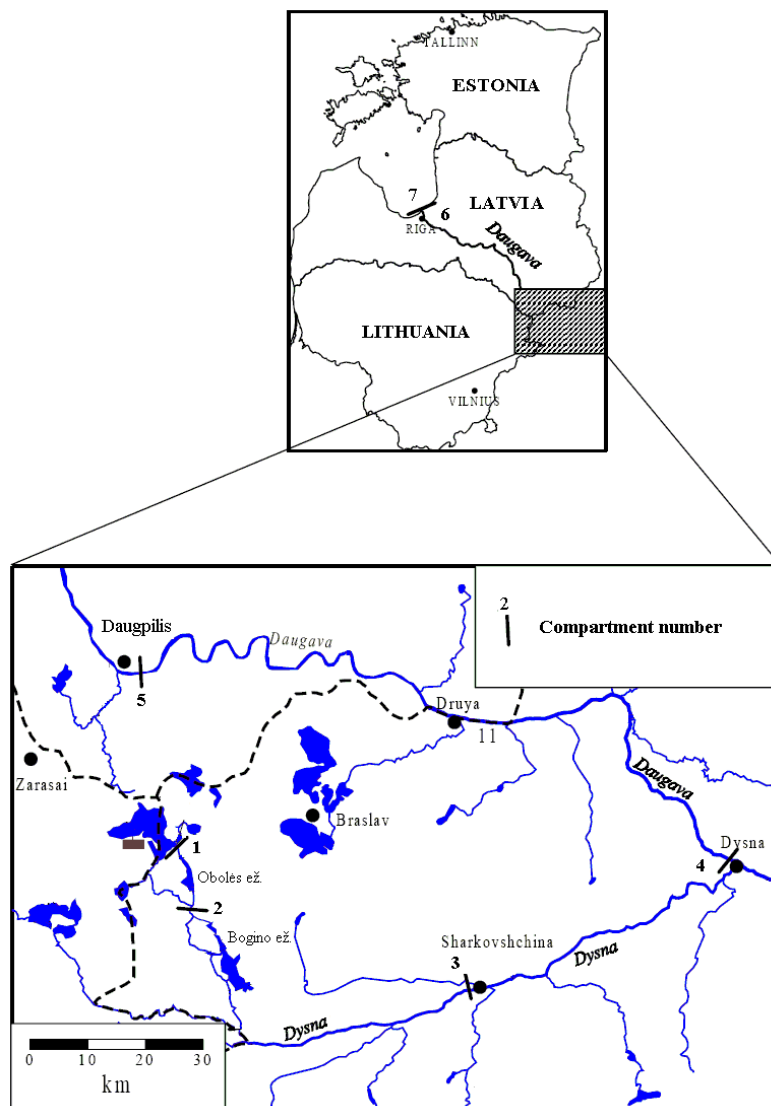 TALLINN
ESTONIA
7
LATVIA
6
RIGA
Daugava
LITHUANIA
VILNIUS
2
Compartment number
Daugpilis
Daugava
5
Druya
11
Zarasai
Daugava
Braslav
Dysna
1
4
Obolės ež.
2
Bogino ež.
Sharkovshchina
Dysna
3
Dysna
0 10 20 30
km